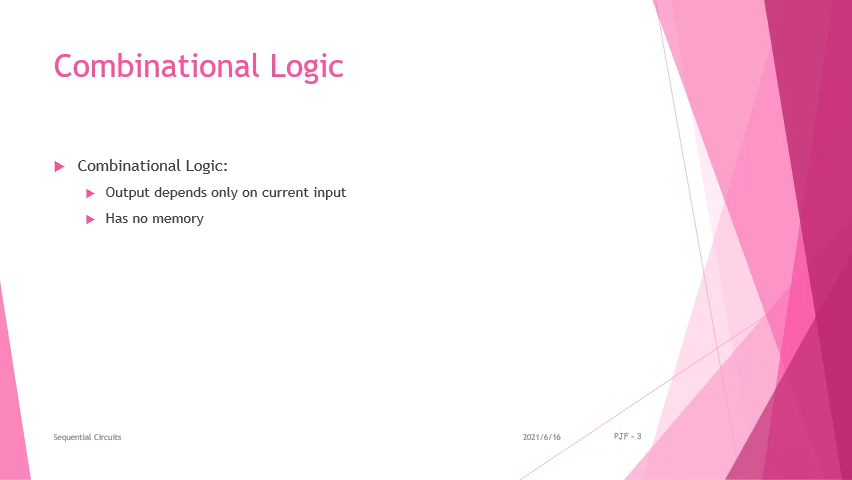 Combinational Logic
Combinational Logic:
Output depends only on current input
Has no memory
Sequential Circuits
2021/6/16
PJF - 3